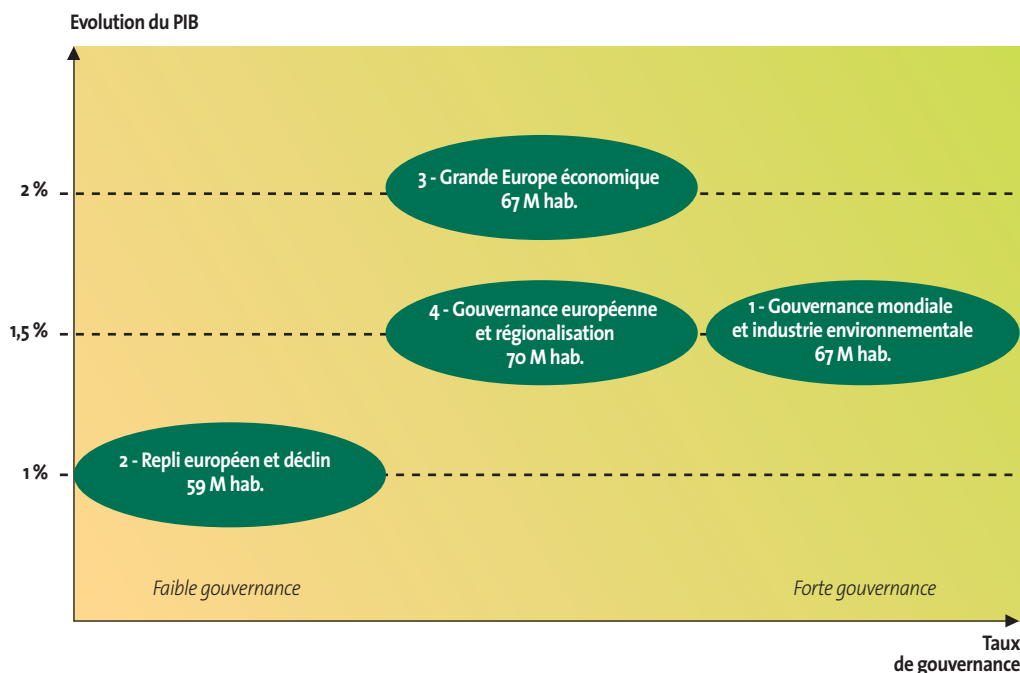 Evolution du PIB
2 %
3 - Grande Europe économique
67 M hab.
1,5 %
4 - Gouvernance européenne
et régionalisation
70 M hab.
1 - Gouvernance mondiale
et industrie environnementale
67 M hab.
1 %
2 - Repli européen et déclin
59 M hab.
Faible gouvernance
Forte gouvernance
Taux
de gouvernance